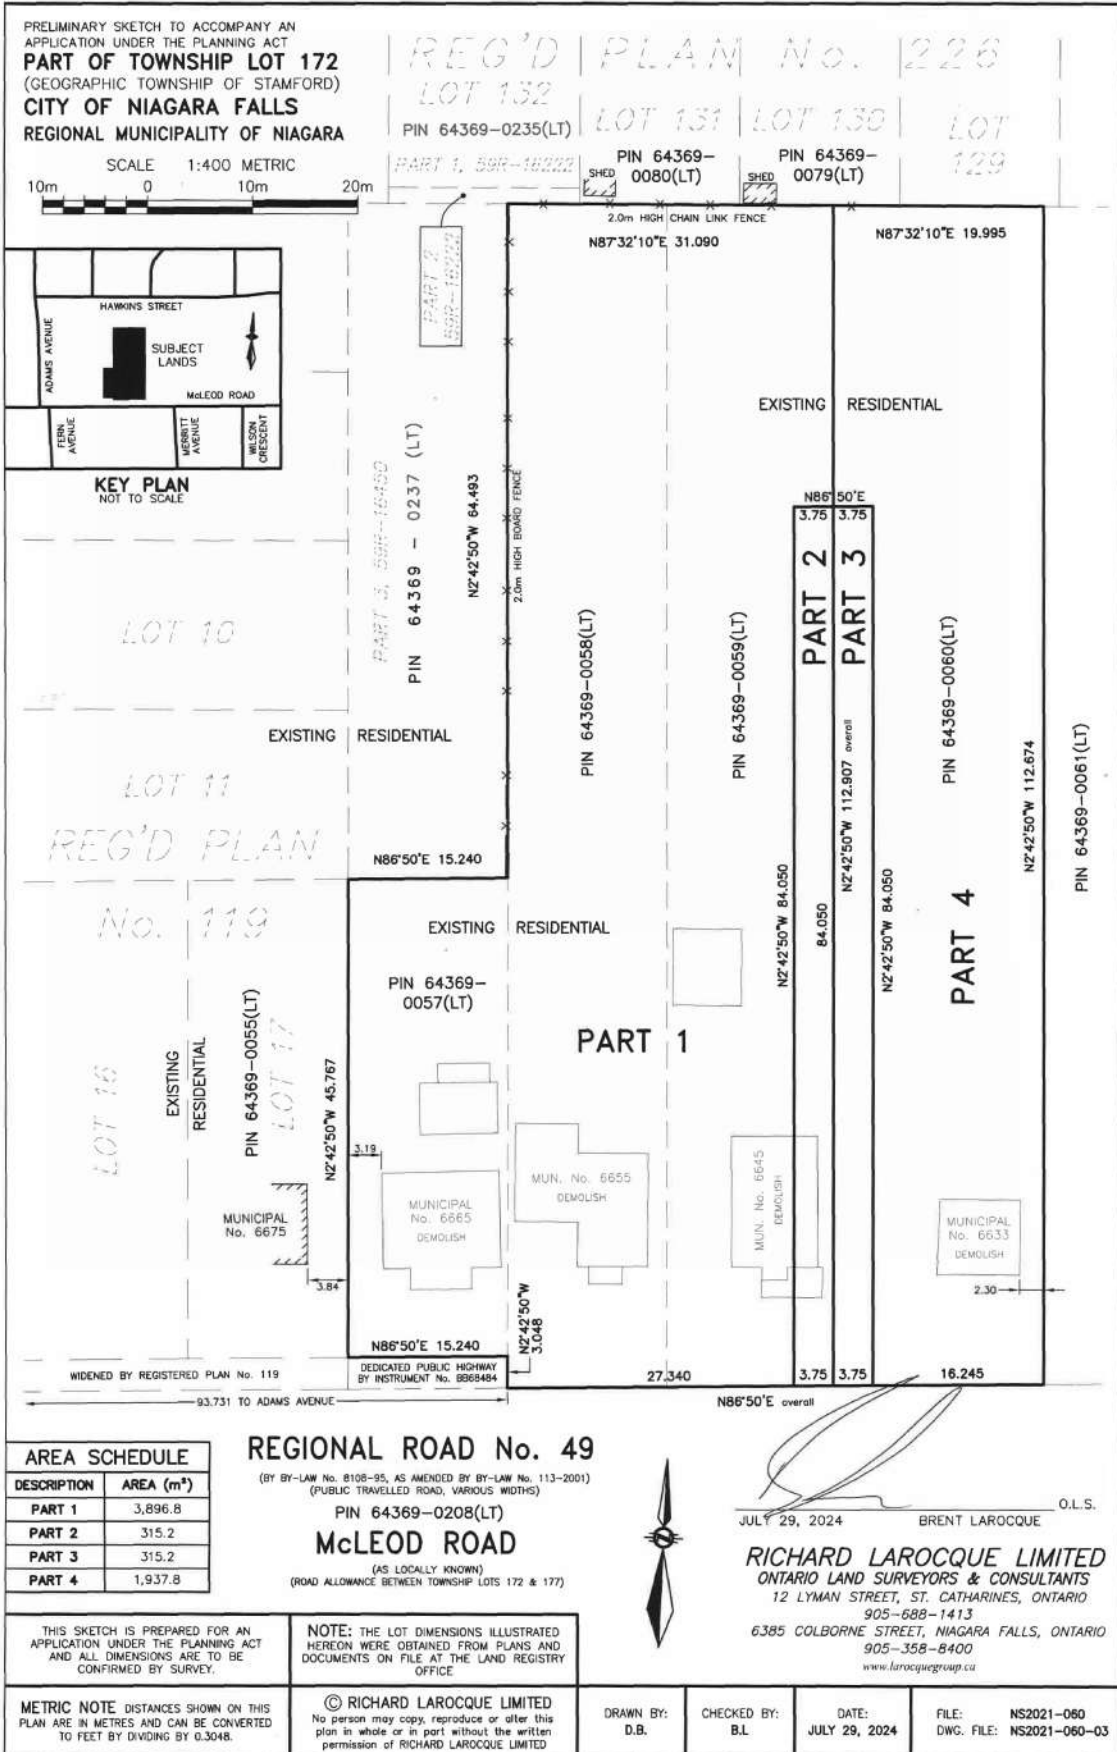 PRELIMINARY SKETCH TO ACCOMPANY AN
APPLICATION UNDER THE PLANNING ACT
PART OF TOWNSHIP LOT 172
(GEOGRAPHIC TOWNSHIP OF STAMFORD)
CITY OF NIAGARA FALLS
REGIONAL MUNICIPALITY OF NIAGARA
SCALE 1:400 METRIC
10m 0 10m 20m
REG'D PLAN No. 226
LOT 132
PIN 64369-0235(LT)
PART 1, 59R-16222
LOT 131
LOT 130
LOT
129
PIN 64369-
0080(LT)
PIN 64369-
0079(LT)
SHED
SHED
2.0m HIGH CHAIN LINK FENCE
N87°32'10"E 31.090
N87°32'10"E 19.995
PART 2
59R-16222
HAWKINS STREET
ADAMS AVENUE
SUBJECT
LANDS
McLEOD ROAD
FERN
AVENUE
MERRITT
AVENUE
WILSON
CRESCENT
KEY PLAN
NOT TO SCALE
EXISTING RESIDENTIAL
PART 3, 59R-16450
PIN 64369 - 0237 (LT)
N2°42'50"W 64.493
2.0m HIGH BOARD FENCE
N86°50'E
3.75 3.75
PART 2
PART 3
LOT 10
PIN 64369-0058(LT)
PIN 64369-0059(LT)
PIN 64369-0060(LT)
PIN 64369-0061(LT)
EXISTING RESIDENTIAL
LOT 11
REG'D PLAN
No. 119
N86°50'E 15.240
N2°42'50"W 84.050
84.050
N2°42'50"W 112.907 overall
N2°42'50"W 84.050
N2°42'50"W 112.674
PART 4
EXISTING RESIDENTIAL
PIN 64369-
0057(LT)
PART 1
LOT 16
EXISTING
RESIDENTIAL
PIN 64369-0055(LT)
LOT 17
N2°42'50"W 45.767
3.19
MUNICIPAL
No. 6675
3.84
MUNICIPAL
No. 6665
DEMOLISH
MUN. No. 6655
DEMOLISH
MUN. No. 6645
DEMOLISH
MUNICIPAL
No. 6633
DEMOLISH
2.30
N2°42'50"W
3.048
N86°50'E 15.240
WIDENED BY REGISTERED PLAN No. 119
DEDICATED PUBLIC HIGHWAY
BY INSTRUMENT No. BB68484
27.340
3.75 3.75
16.245
93.731 TO ADAMS AVENUE
N86°50'E overall
AREA SCHEDULE
DESCRIPTION AREA (m²)
PART 1 3,896.8
PART 2 315.2
PART 3 315.2
PART 4 1,937.8
REGIONAL ROAD No. 49
(BY BY-LAW No. 8108-95, AS AMENDED BY BY-LAW No. 113-2001)
(PUBLIC TRAVELLED ROAD, VARIOUS WIDTHS)
PIN 64369-0208(LT)
McLEOD ROAD
(AS LOCALLY KNOWN)
(ROAD ALLOWANCE BETWEEN TOWNSHIP LOTS 172 & 177)
O.L.S.
JULY 29, 2024 BRENT LAROCQUE
RICHARD LAROCQUE LIMITED
ONTARIO LAND SURVEYORS & CONSULTANTS
12 LYMAN STREET, ST. CATHARINES, ONTARIO
905-688-1413
6385 COLBORNE STREET, NIAGARA FALLS, ONTARIO
905-358-8400
www.larocquegroup.ca
THIS SKETCH IS PREPARED FOR AN
APPLICATION UNDER THE PLANNING ACT
AND ALL DIMENSIONS ARE TO BE
CONFIRMED BY SURVEY.
NOTE: THE LOT DIMENSIONS ILLUSTRATED
HEREON WERE OBTAINED FROM PLANS AND
DOCUMENTS ON FILE AT THE LAND REGISTRY
OFFICE
METRIC NOTE DISTANCES SHOWN ON THIS
PLAN ARE IN METRES AND CAN BE CONVERTED
TO FEET BY DIVIDING BY 0.3048.
© RICHARD LAROCQUE LIMITED
No person may copy, reproduce or alter this
plan in whole or in part without the written
permission of RICHARD LAROCQUE LIMITED
DRAWN BY:
D.B.
CHECKED BY:
B.L
DATE:
JULY 29, 2024
FILE: NS2021-060
DWG. FILE: NS2021-060-03